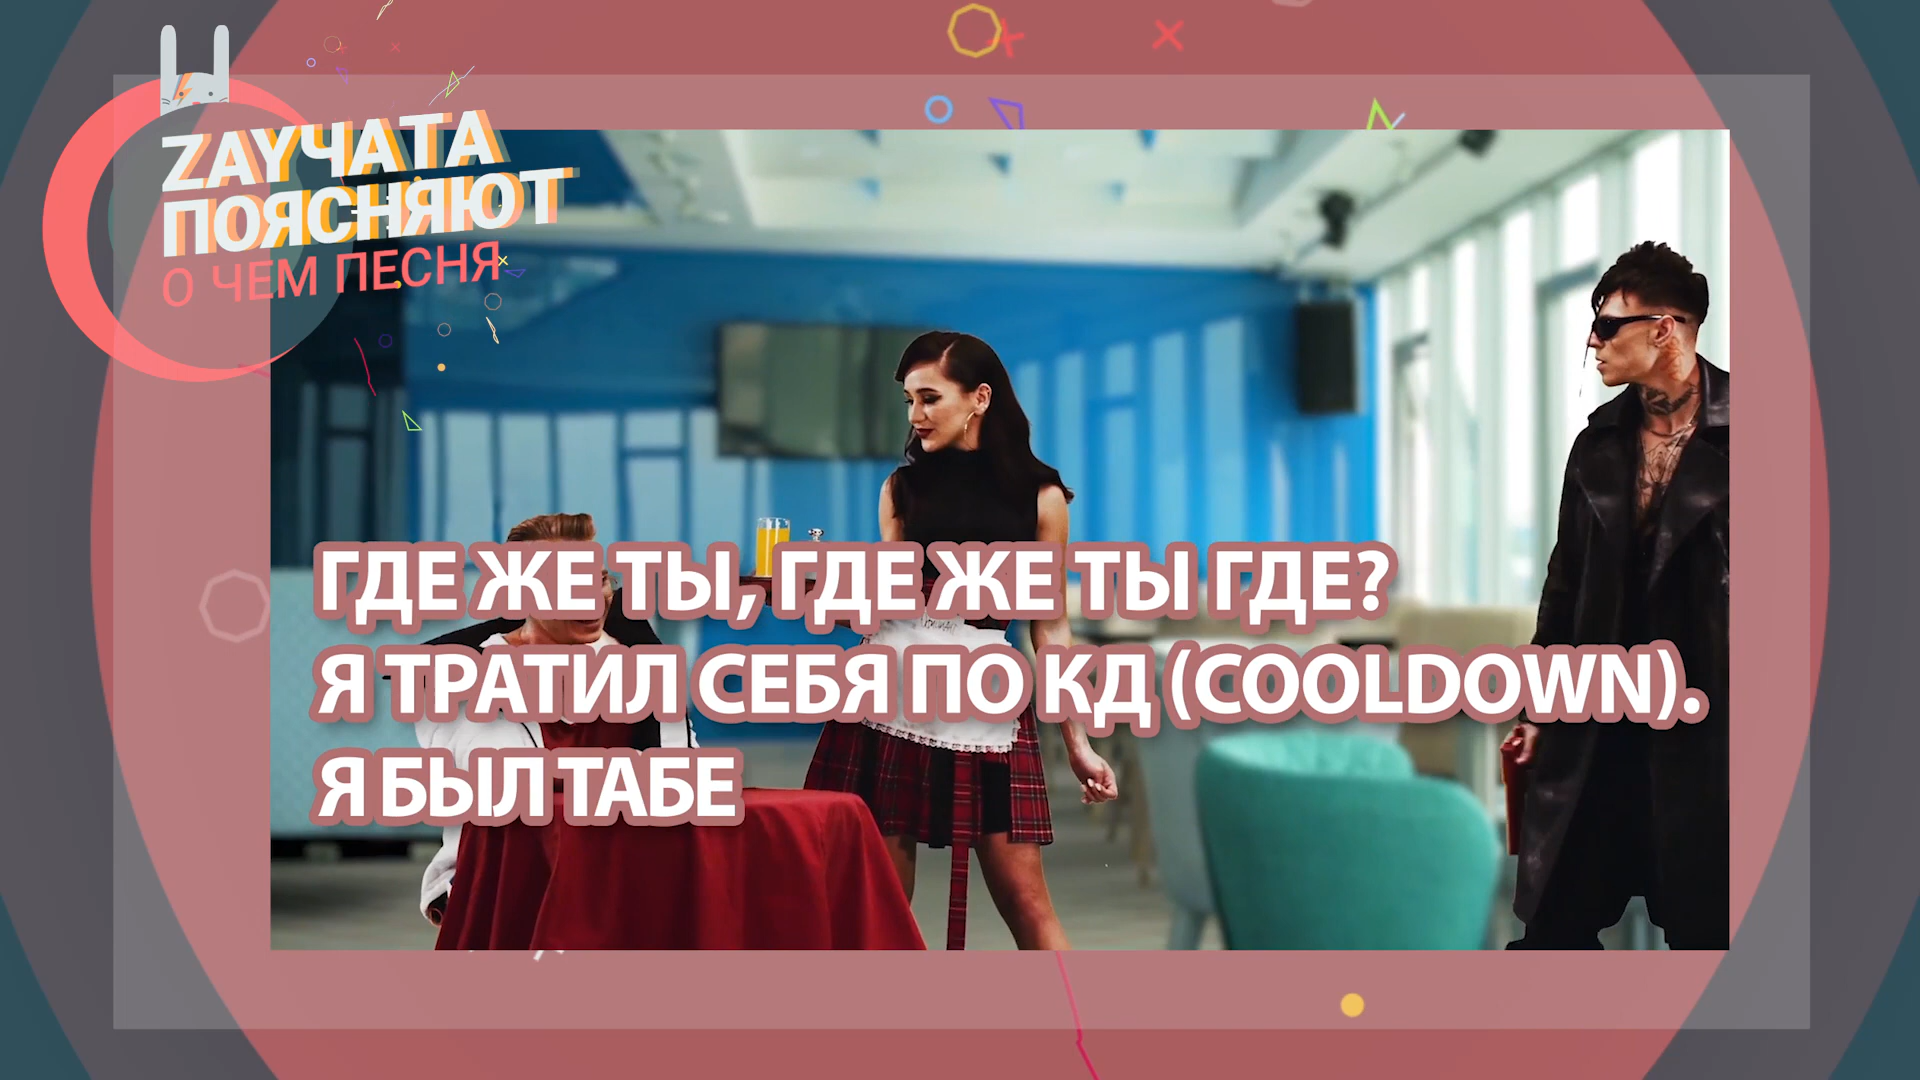 ZAYЧАТА
ПОЯСНЯЮТ
О ЧЕМ ПЕСНЯ
ГДЕ ЖЕ ТЫ, ГДЕ ЖЕ ТЫ ГДЕ?
Я ТРАТИЛ СЕБЯ ПО КД (COOLDOWN).
Я БЫЛ ТАБЕ